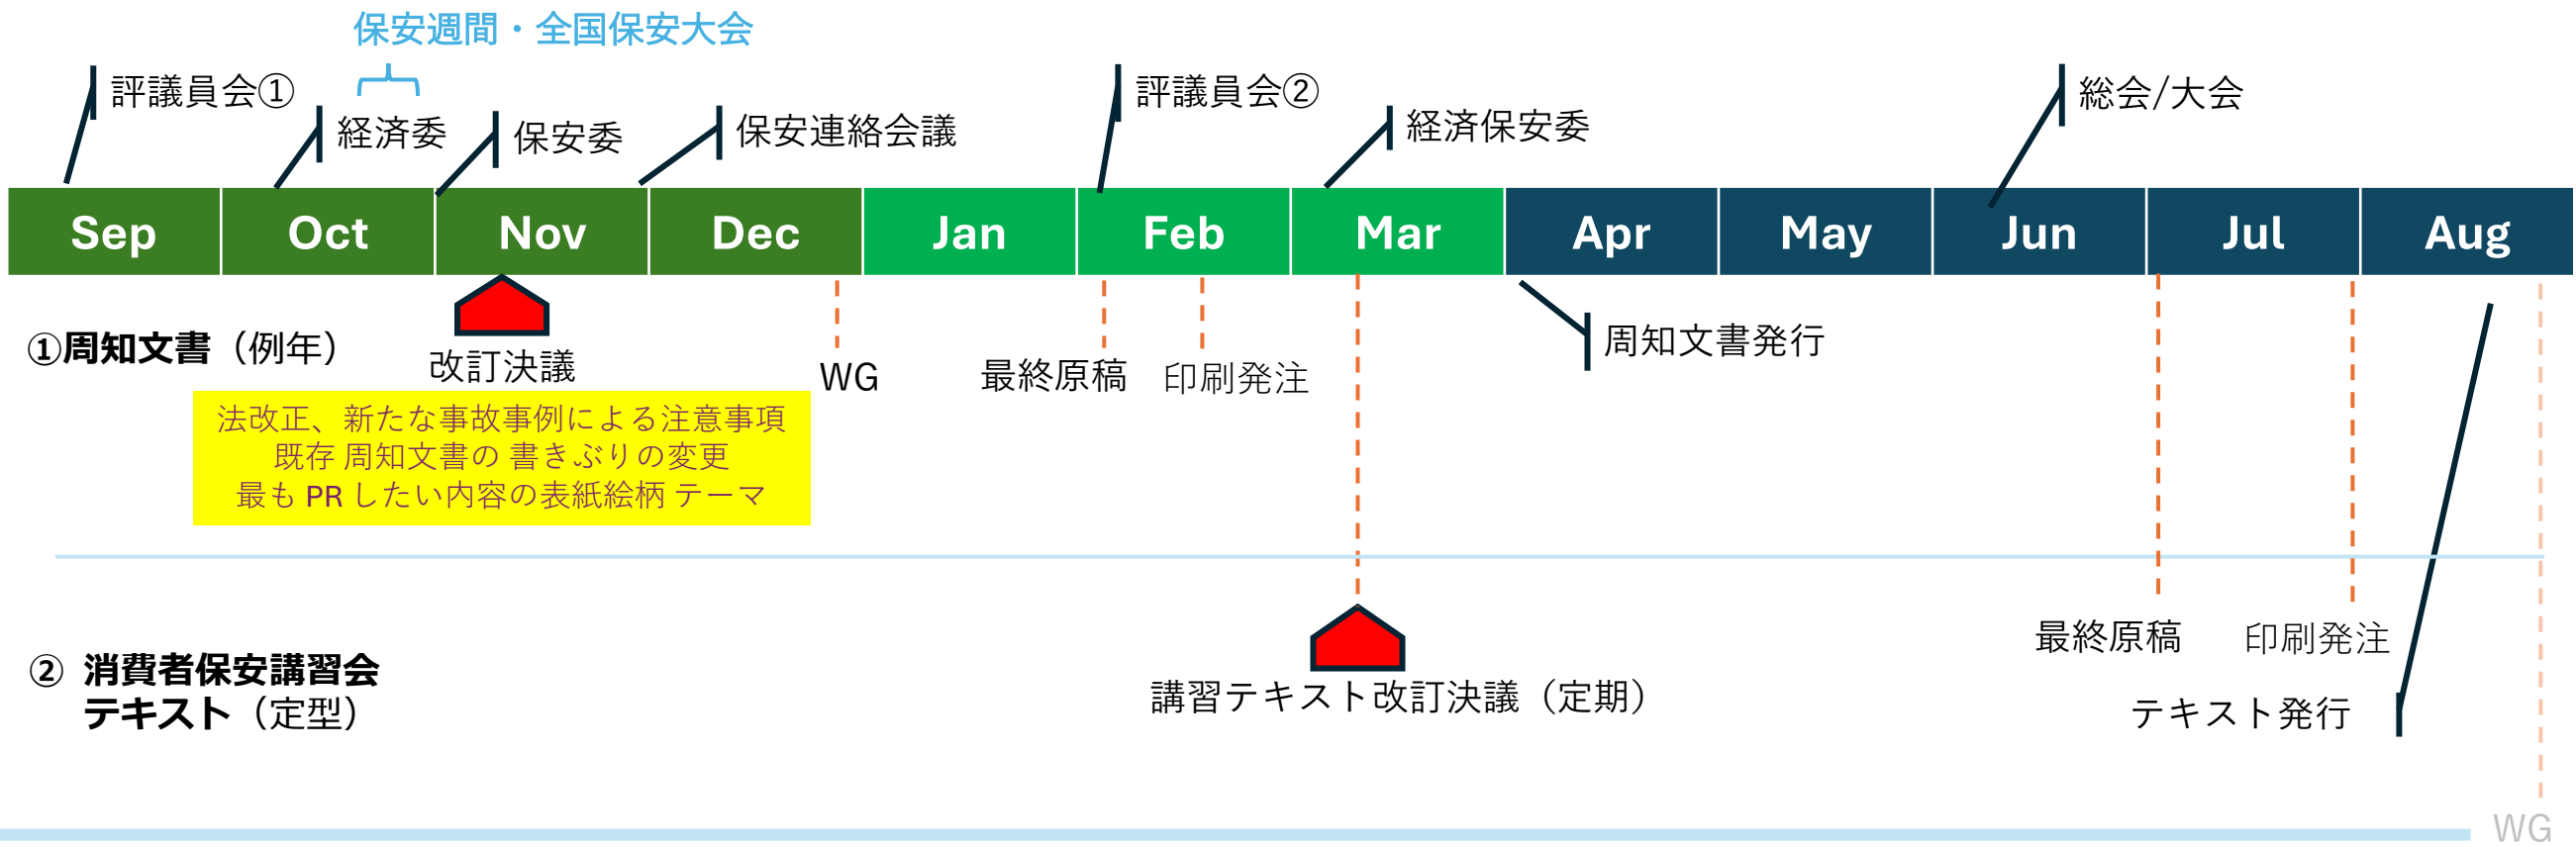 保安週間・全国保安大会
評議員会①
経済委
保安委
保安連絡会議
評議員会②
経済保安委
総会/大会
Sep Oct Nov Dec Jan Feb Mar Apr May Jun Jul Aug
①周知文書（例年）
改訂決議
WG
最終原稿
印刷発注
周知文書発行
法改正、新たな事故事例による注意事項
既存 周知文書の 書きぶりの変更
最も PR したい内容の表紙絵柄 テーマ
② 消費者保安講習会
テキスト（定型）
講習テキスト改訂決議（定期）
最終原稿
印刷発注
テキスト発行
WG